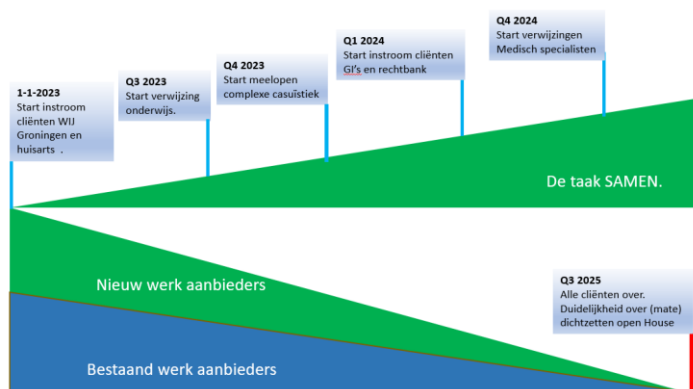 1-1-2023
Start instroom
cliënten WIJ
Groningen en
huisarts .
Q3 2023
Start verwijzing
onderwijs.
Q4 2023
Start meelopen
complexe casuïstiek
Q1 2024
Start instroom cliënten
GI's en rechtbank
Q4 2024
Start verwijzingen
Medisch specialisten
De taak SAMEN.
Nieuw werk aanbieders
Q3 2025
Alle cliënten over.
Duidelijkheid over (mate)
dichtzetten open House
Bestaand werk aanbieders